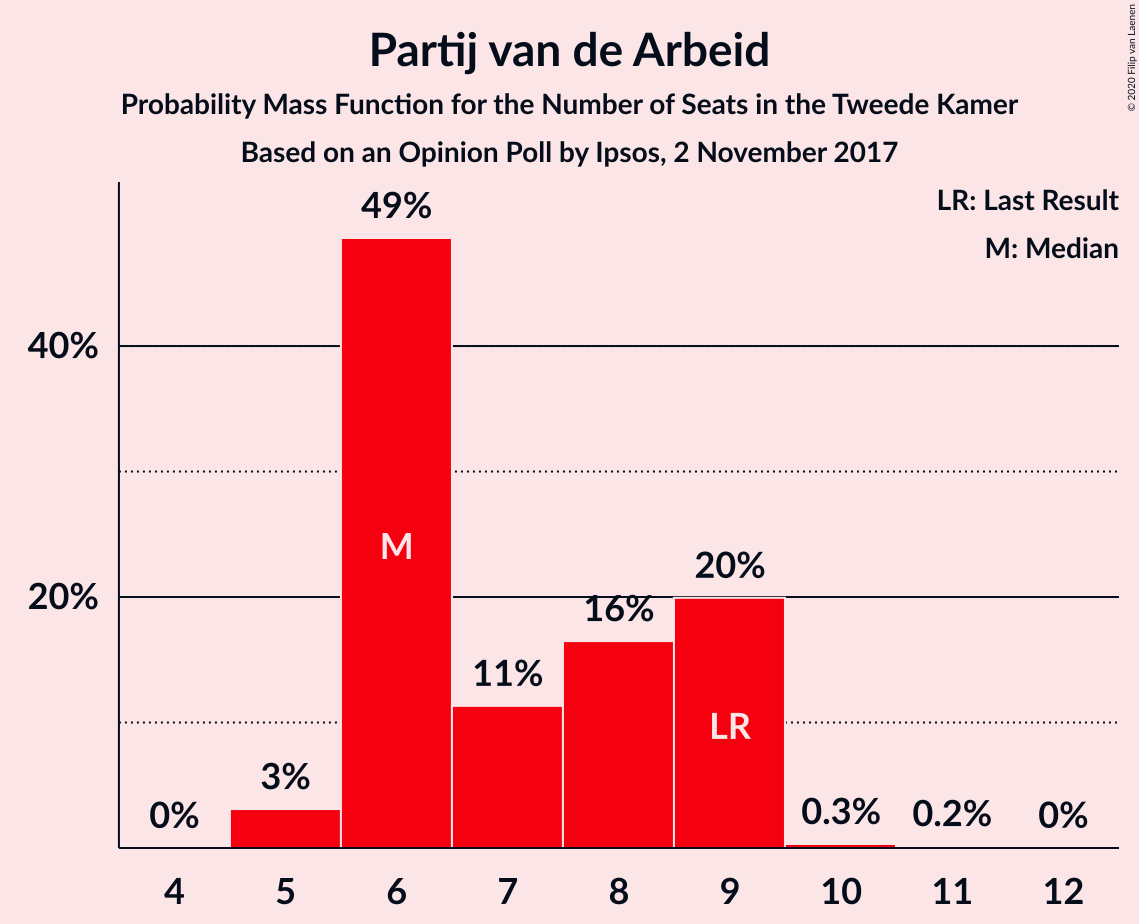 Partij van de Arbeid
Probability Mass Function for the Number of Seats in the Tweede Kamer
Based on an Opinion Poll by Ipsos, 2 November 2017
© 2020 Filip van Laenen
LR: Last Result
M: Median
49%
40%
M
20%
20%
16%
11%
LR
3%
0%
0.3%
0.2%
0%
4 5 6 7 8 9 10 11 12